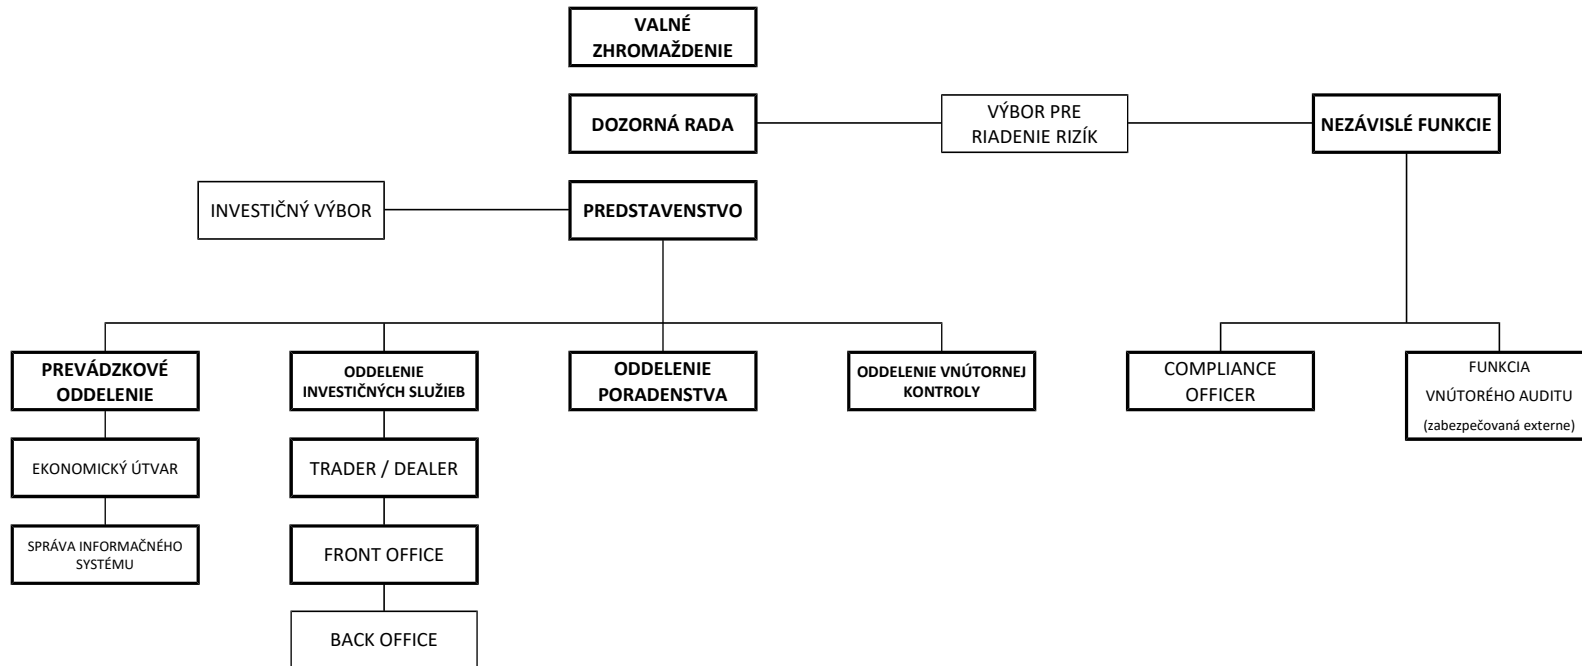 VALNÉ
ZHROMAŽDENIE
DOZORNÁ RADA
VÝBOR PRE
RIADENIE RIZÍK
NEZÁVISLÉ FUNKCIE
INVESTIČNÝ VÝBOR
PREDSTAVENSTVO
PREVÁDZKOVÉ
ODDELENIE
ODDELENIE
INVESTIČNÝCH SLUŽIEB
ODDELENIE
PORADENSTVA
ODDELENIE VNÚTORNEJ
KONTROLY
COMPLIANCE
OFFICER
FUNKCIA
VNÚTORÉHO AUDITU
(zabezpečovaná externe)
EKONOMICKÝ ÚTVAR
TRADER / DEALER
SPRÁVA INFORMAČNÉHO
SYSTÉMU
FRONT OFFICE
BACK OFFICE